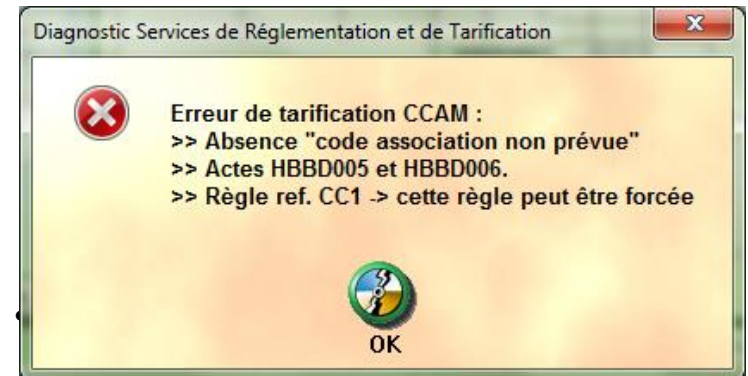 Diagnostic Services de Réglementation et de Tarification
Erreur de tarification CCAM :
>> Absence "code association non prévue"
>> Actes HBBD005 et HBBD006.
>> Règle ref. CC1 -> cette règle peut être forcée
OK